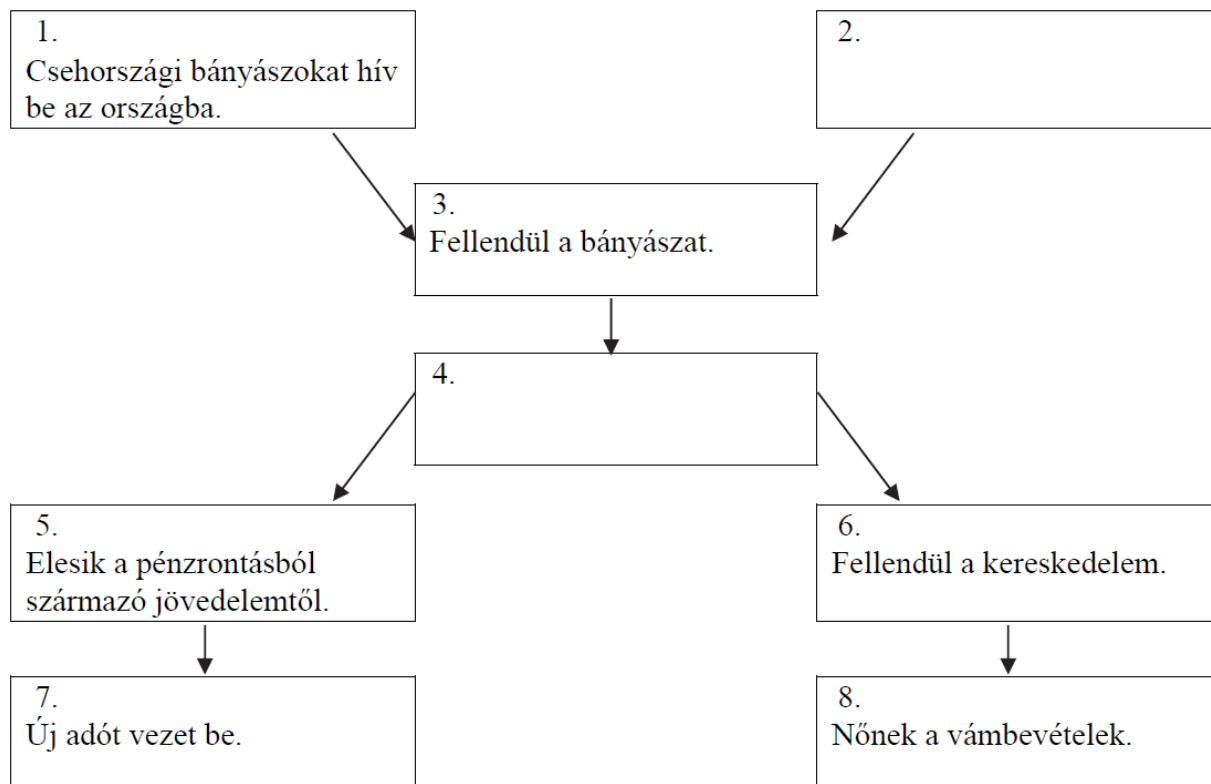 1.
Csehországi bányászokat hív
be az országba.
2.
3.
Fellendül a bányászat.
4.
5.
Elesik a pénzrontásból
származó jövedelemtől.
6.
Fellendül a kereskedelem.
7.
Új adót vezet be.
8.
Nőnek a vámbevételek.